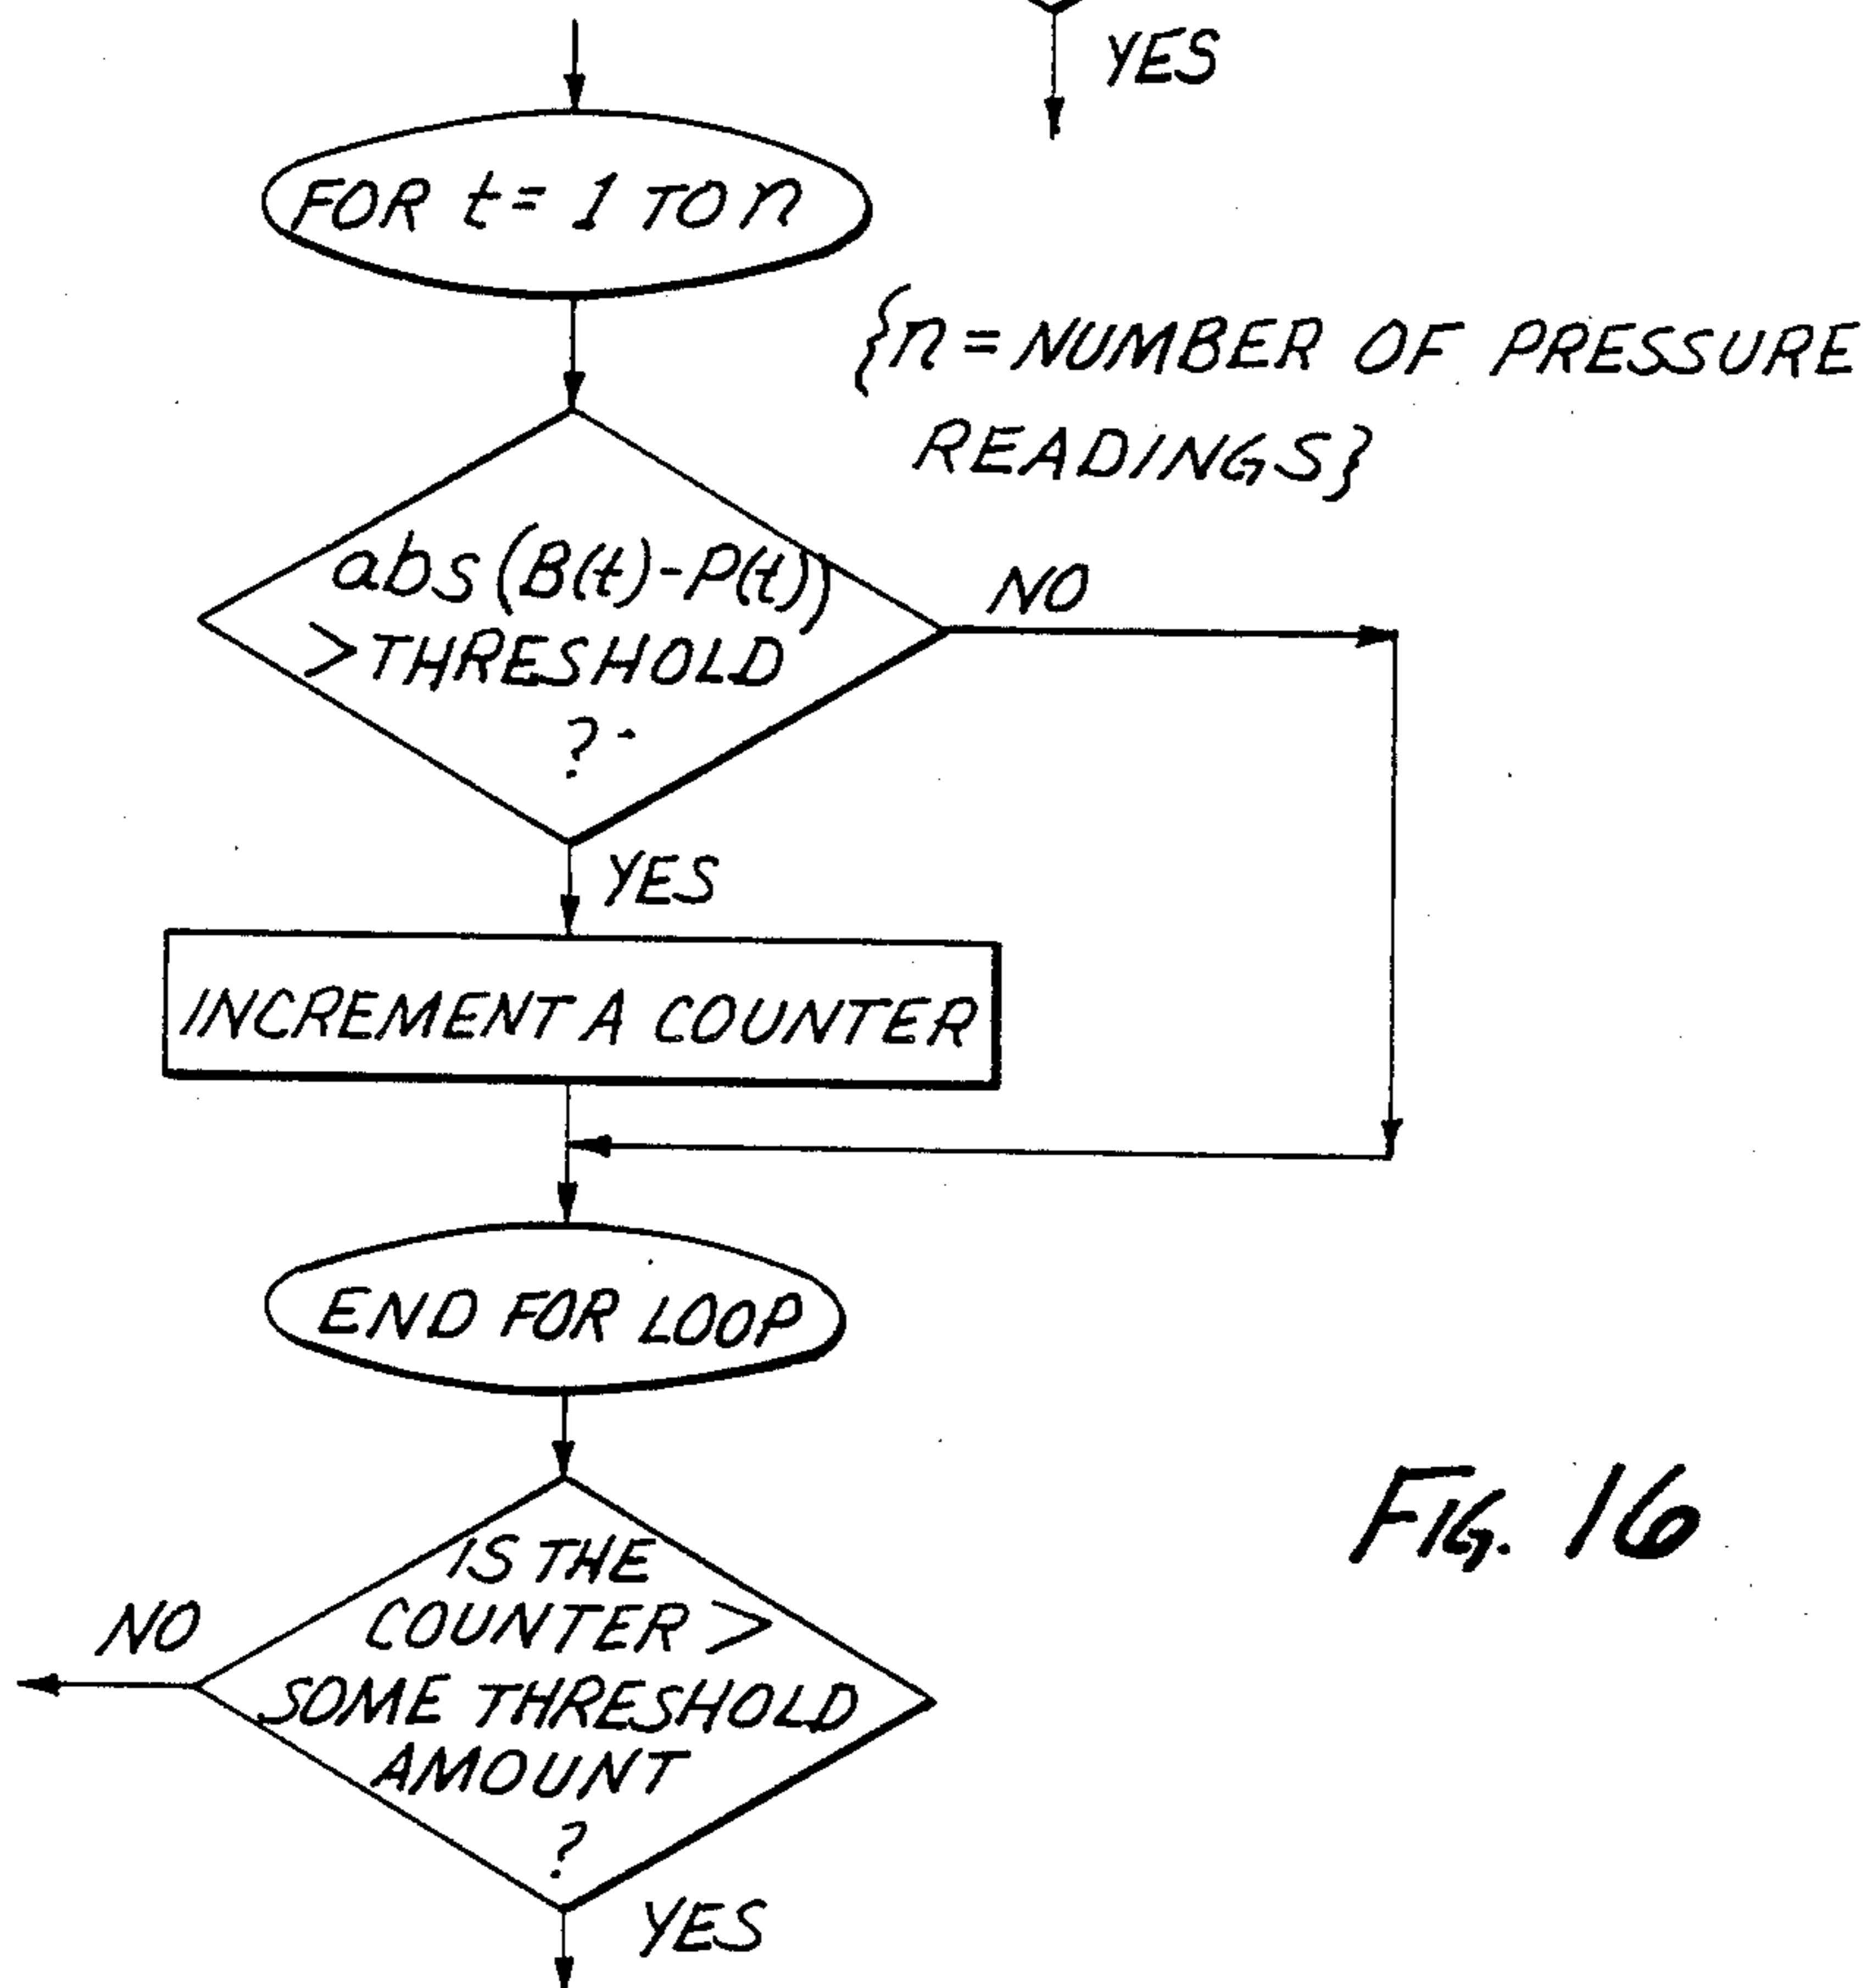 YES
FOR t = 1 TO n
{n = NUMBER OF PRESSURE
READINGS}
abs(B(t)-P(t))
> THRESHOLD
?
NO
YES
INCREMENT A COUNTER
END FOR LOOP
IS THE
COUNTER >
SOME THRESHOLD
AMOUNT
?
NO
YES
FIG. 16